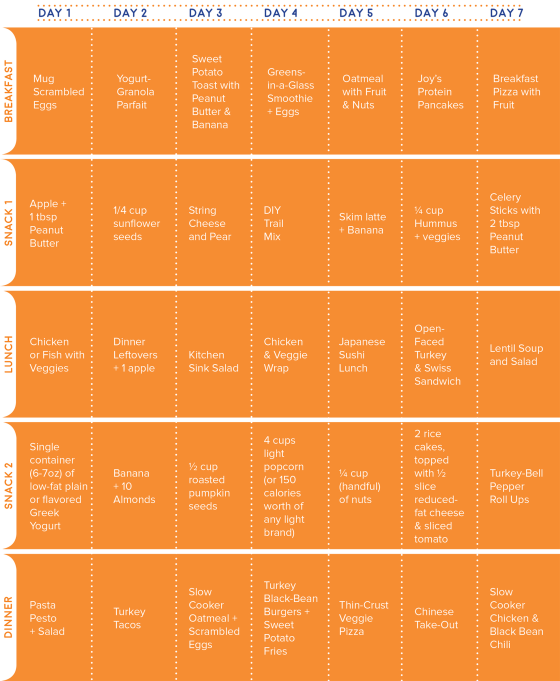 DAY 1 DAY 2 DAY 3 DAY 4 DAY 5 DAY 6 DAY 7
BREAKFAST
Mug
Scrambled
Eggs
Yogurt-
Granola
Parfait
Sweet
Potato
Toast with
Peanut
Butter &
Banana
Greens-
in-a-Glass
Smoothie
+ Eggs
Oatmeal
with Fruit
& Nuts
Joy's
Protein
Pancakes
Breakfast
Pizza with
Fruit
SNACK 1
Apple +
1 tbsp
Peanut
Butter
1/4 cup
sunflower
seeds
String
Cheese
and Pear
DIY
Trail
Mix
Skim latte
+ Banana
¼ cup
Hummus
+ veggies
Celery
Sticks with
2 tbsp
Peanut
Butter
LUNCH
Chicken
or Fish with
Veggies
Dinner
Leftovers
+ 1 apple
Kitchen
Sink Salad
Chicken
& Veggie
Wrap
Japanese
Sushi
Lunch
Open-
Faced
Turkey
& Swiss
Sandwich
Lentil Soup
and Salad
SNACK 2
Single
container
(6-7oz) of
low-fat plain
or flavored
Greek
Yogurt
Banana
+ 10
Almonds
½ cup
roasted
pumpkin
seeds
4 cups
light
popcorn
(or 150
calories
worth of
any light
brand)
¼ cup
(handful)
of nuts
2 rice
cakes,
topped
with ½
slice
reduced-
fat cheese
& sliced
tomato
Turkey-Bell
Pepper
Roll Ups
DINNER
Pasta
Pesto
+ Salad
Turkey
Tacos
Slow
Cooker
Oatmeal +
Scrambled
Eggs
Turkey
Black-Bean
Burgers +
Sweet
Potato
Fries
Thin-Crust
Veggie
Pizza
Chinese
Take-Out
Slow
Cooker
Chicken &
Black Bean
Chili